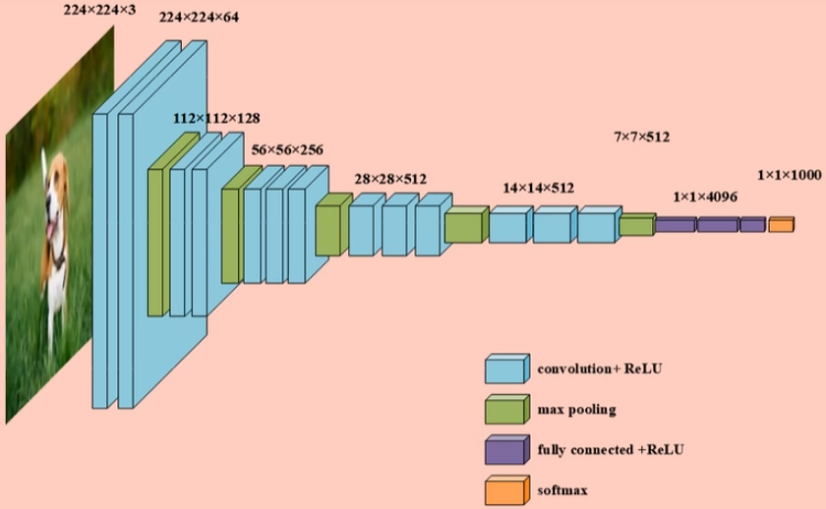 224×224×3
224×224×64
112×112×128
56×56×256
28×28×512
14×14×512
7×7×512
1×1×4096
1×1×1000
convolution+ ReLU
max pooling
fully connected +ReLU
softmax